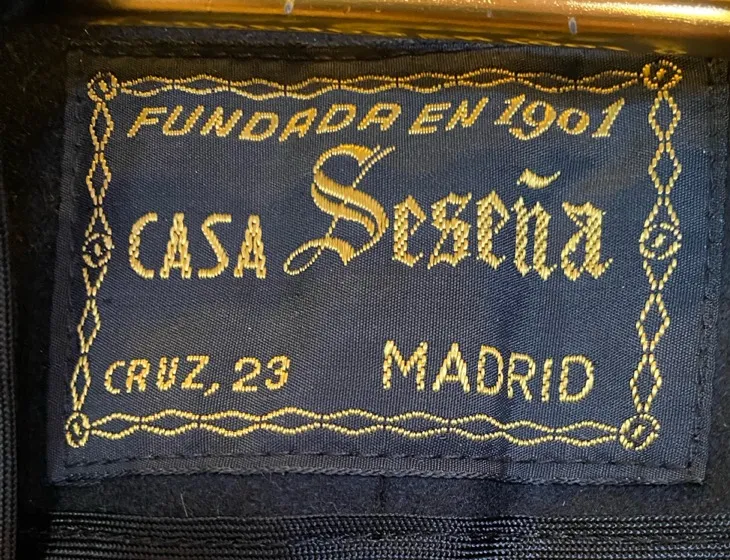 FUNDADA EN 1901
CASA Seseña
CRUZ, 23 MADRID